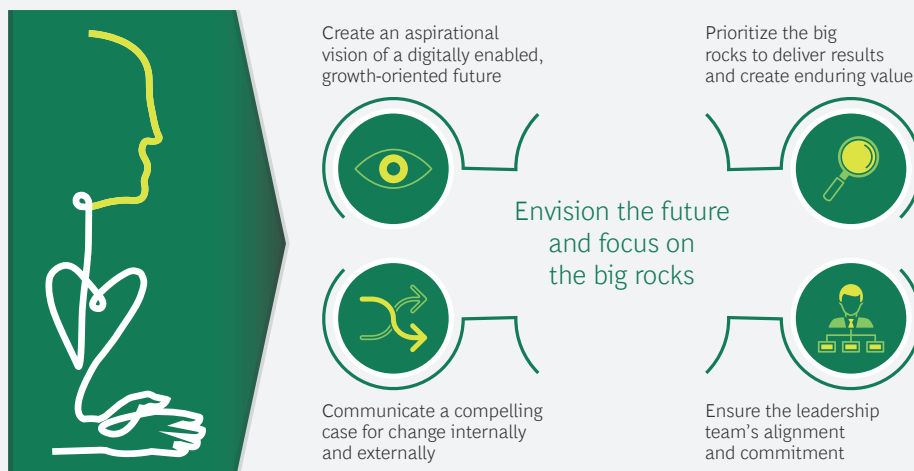 Create an aspirational
vision of a digitally enabled,
growth-oriented future
Prioritize the big
rocks to deliver results
and create enduring value
Envision the future
and focus on
the big rocks
Communicate a compelling
case for change internally
and externally
Ensure the leadership
team’s alignment
and commitment